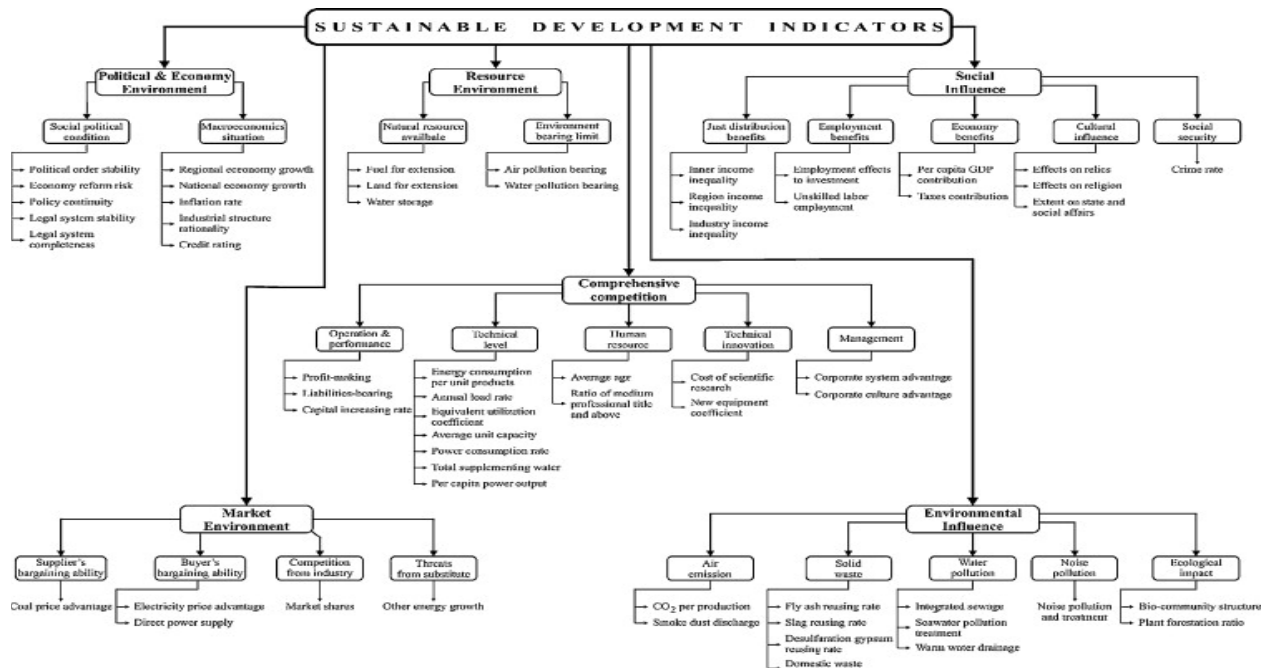 SUSTAINABLE DEVELOPMENT INDICATORS
Political & Economy
Environment
Resource
Environment
Social
Influence
Social political
condition
Macroeconomics
situation
Natural resource
availbale
Environment
bearing limit
Just distribution
benefits
Employment
benefits
Economy
benefits
Cultural
influence
Social
security
Political order stability
Economy reform risk
Policy continuity
Legal system stability
Legal system
completeness
Regional economy growth
National economy growth
Inflation rate
Industrial structure
rationality
Credit rating
Fuel for extension
Land for extension
Water storage
Air pollution bearing
Water pollution bearing
Inner income
inequality
Region income
inequality
Industry income
inequality
Employment effects
to investment
Unskilled labor
employment
Per capita GDP
contribution
Taxes contribution
Effects on relics
Effects on religion
Extent on state and
social affairs
Crime rate
Comprehensive
competition
Operation &
performance
Technical
level
Human
resource
Technical
innovation
Management
Profit-making
Liabilities-bearing
Capital increasing rate
Energy consumption
per unit products
Annual load rate
Equivalent utilization
coefficient
Average unit capacity
Power consumption rate
Total supplementing water
Per capita power output
Average age
Ratio of medium
professional title
and above
Cost of scientific
research
New equipment
coefficient
Corporate system advantage
Corporate culture advantage
Market
Environment
Environmental
Influence
Supplier's
bargaining ability
Buyer's
bargaining ability
Competition
from industry
Threats
from substitute
Air
emission
Solid
waste
Water
pollution
Noise
pollution
Ecological
impact
Coal price advantage
Electricity price advantage
Direct power supply
Market shares
Other energy growth
CO2 per production
Smoke dust discharge
Fly ash reusing rate
Slag reusing rate
Desulfuration gypsum
reusing rate
Domestic waste
Integrated sewage
Seawater pollution
treatment
Warm water drainage
Noise pollution
and treatment
Bio-community structure
Plant forestation ratio